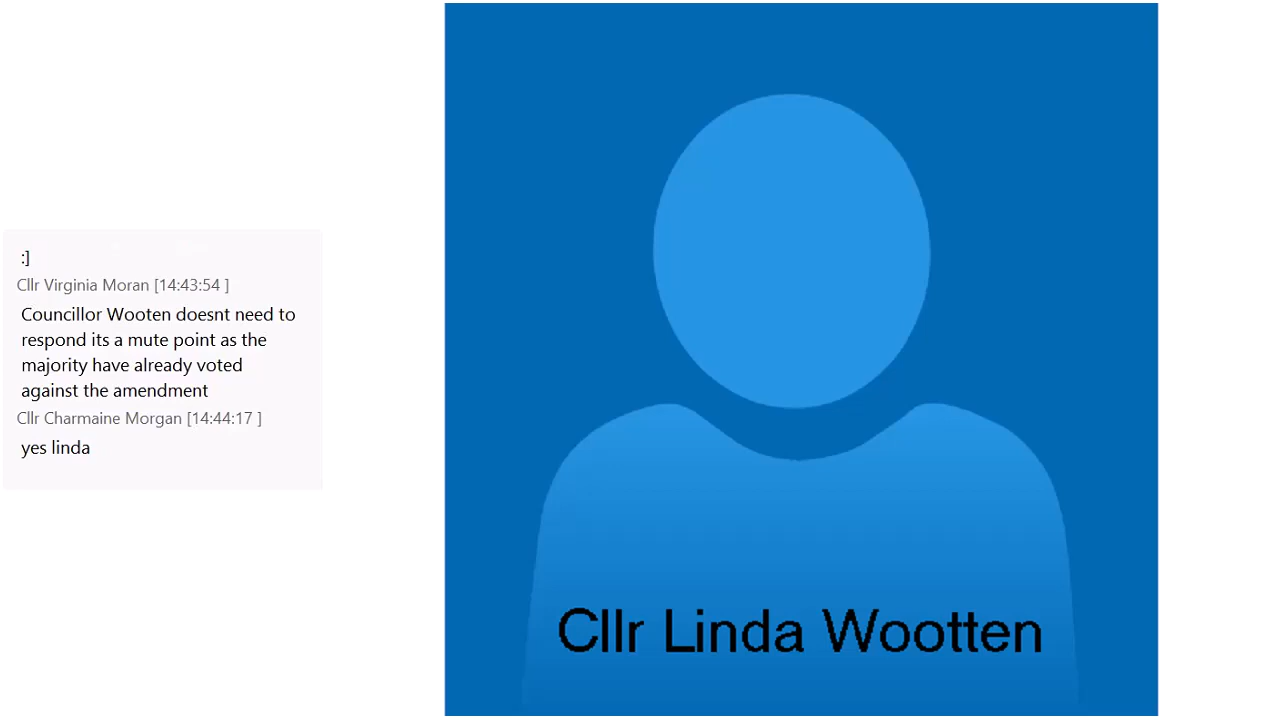 :]
Cllr Virginia Moran [14:43:54 ]
Councillor Wooten doesnt need to
respond its a mute point as the
majority have already voted
against the amendment
Cllr Charmaine Morgan [14:44:17 ]
yes linda
Cllr Linda Wootten